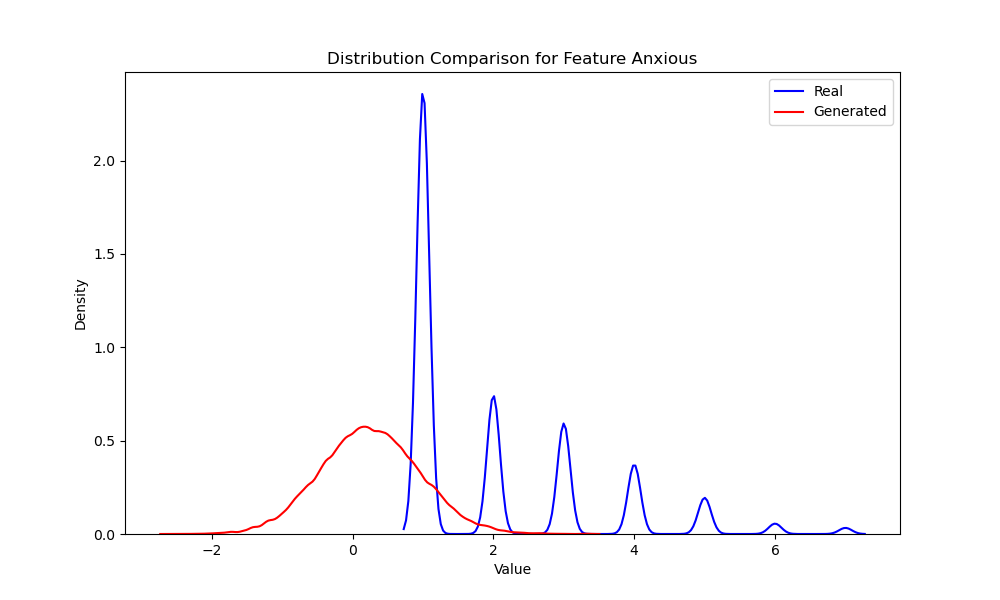 Distribution Comparison for Feature Anxious
Real
Generated
Density
2.0
1.5
1.0
0.5
0.0
−2
0
2
4
6
Value